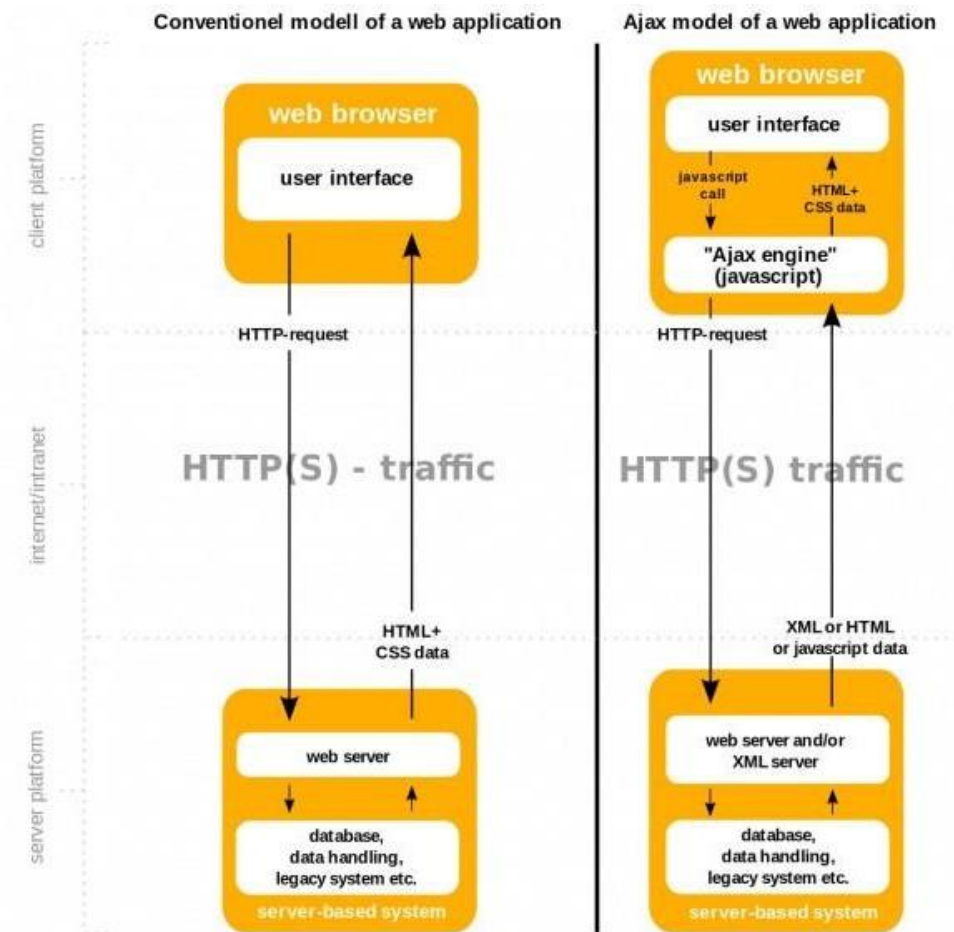 Conventionel modell of a web application
web browser
user interface
HTTP-request
HTTP(S) - traffic
HTML+
CSS data
web server
database,
data handling,
legacy system etc.
server-based system
Ajax model of a web application
web browser
user interface
javascript
call
HTML+
CSS data
"Ajax engine"
(javascript)
HTTP-request
HTTP(S) traffic
XML or HTML
or javascript data
web server and/or
XML server
database,
data handling,
legacy system etc.
server-based system
client platform
internet/intranet
server platform